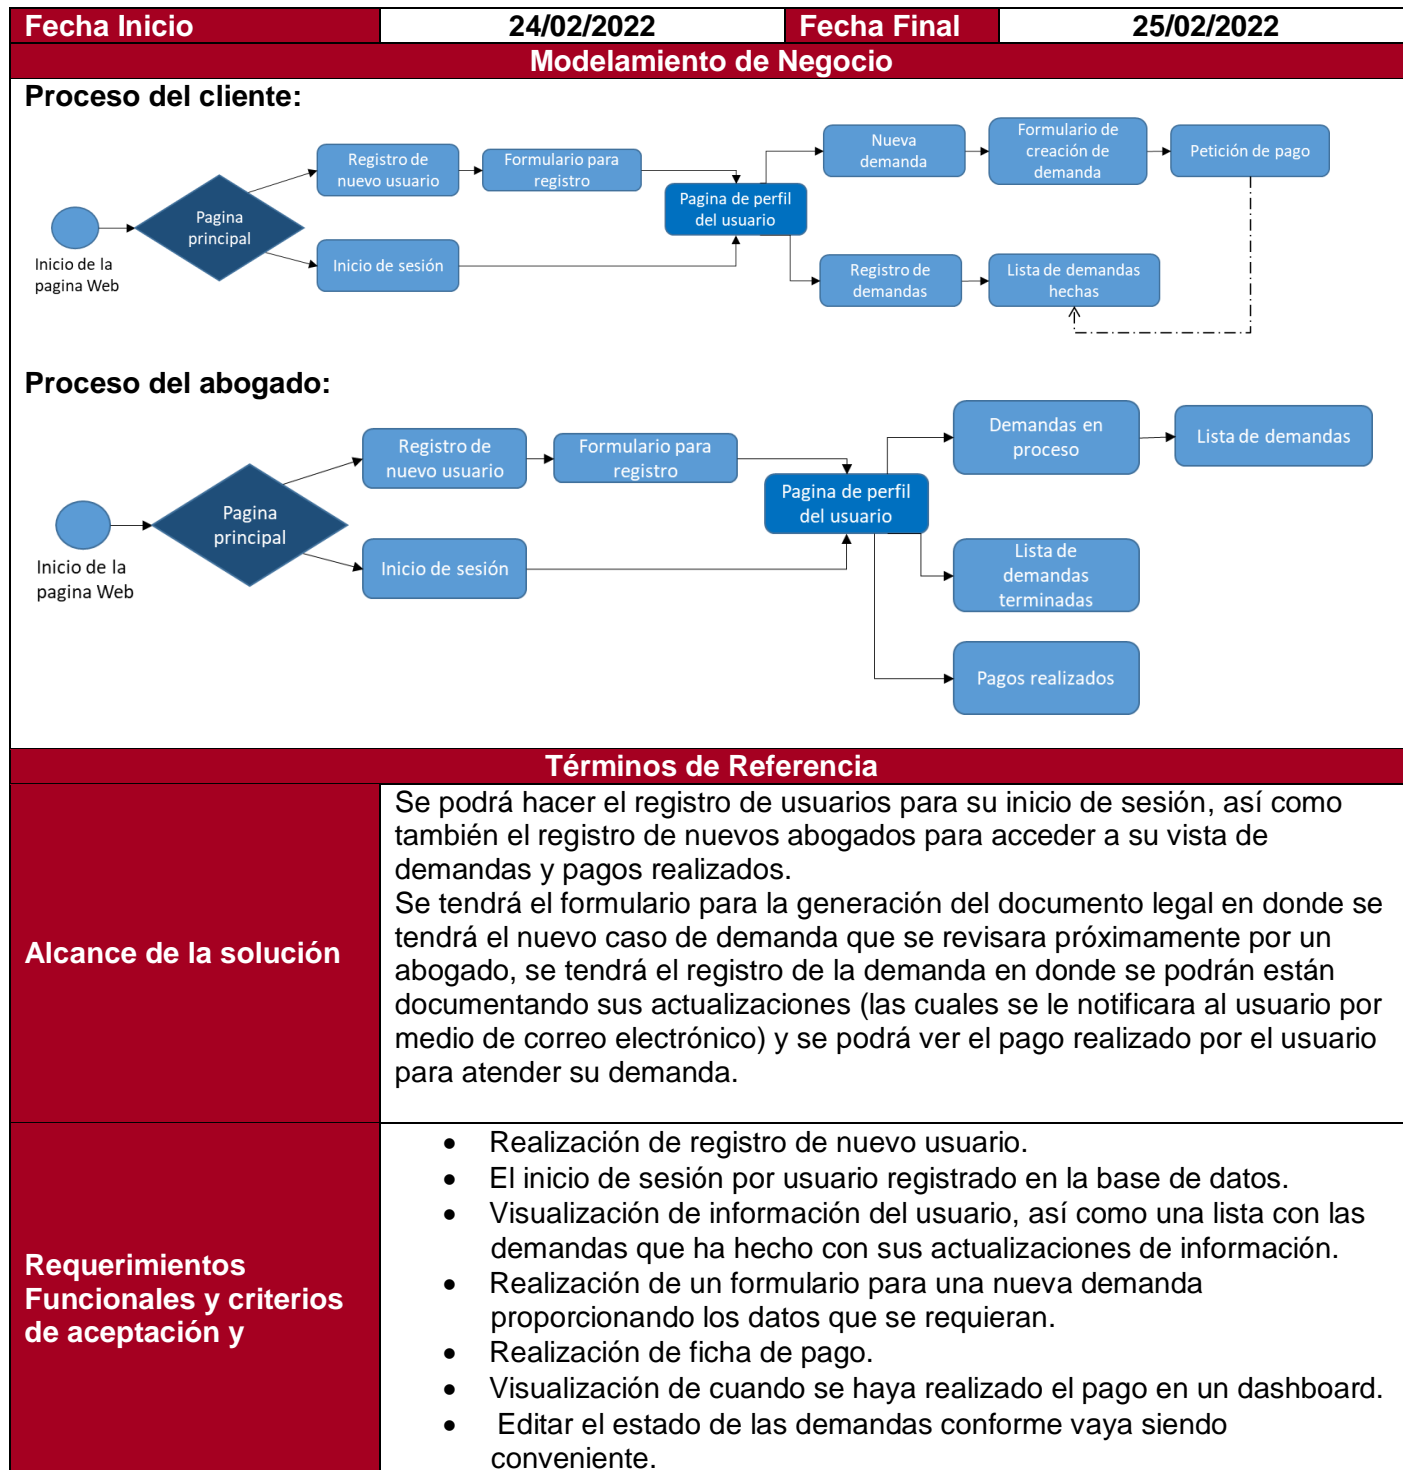 Fecha Inicio 24/02/2022 Fecha Final 25/02/2022
Modelamiento de Negocio
Proceso del cliente:
Inicio de la
pagina Web
Pagina
principal
Registro de
nuevo usuario
Formulario para
registro
Inicio de sesión
Pagina de perfil
del usuario
Nueva
demanda
Formulario de
creación de
demanda
Petición de pago
Registro de
demandas
Lista de demandas
hechas
Proceso del abogado:
Inicio de la
pagina Web
Pagina
principal
Registro de
nuevo usuario
Formulario para
registro
Inicio de sesión
Pagina de perfil
del usuario
Demandas en
proceso
Lista de demandas
Lista de
demandas
terminadas
Pagos realizados
Términos de Referencia
Alcance de la solución
Se podrá hacer el registro de usuarios para su inicio de sesión, así como
también el registro de nuevos abogados para acceder a su vista de
demandas y pagos realizados.
Se tendrá el formulario para la generación del documento legal en donde se
tendrá el nuevo caso de demanda que se revisara próximamente por un
abogado, se tendrá el registro de la demanda en donde se podrán están
documentando sus actualizaciones (las cuales se le notificara al usuario por
medio de correo electrónico) y se podrá ver el pago realizado por el usuario
para atender su demanda.
Requerimientos
Funcionales y criterios
de aceptación y
• Realización de registro de nuevo usuario.
• El inicio de sesión por usuario registrado en la base de datos.
• Visualización de información del usuario, así como una lista con las
demandas que ha hecho con sus actualizaciones de información.
• Realización de un formulario para una nueva demanda
proporcionando los datos que se requieran.
• Realización de ficha de pago.
• Visualización de cuando se haya realizado el pago en un dashboard.
• Editar el estado de las demandas conforme vaya siendo
conveniente.